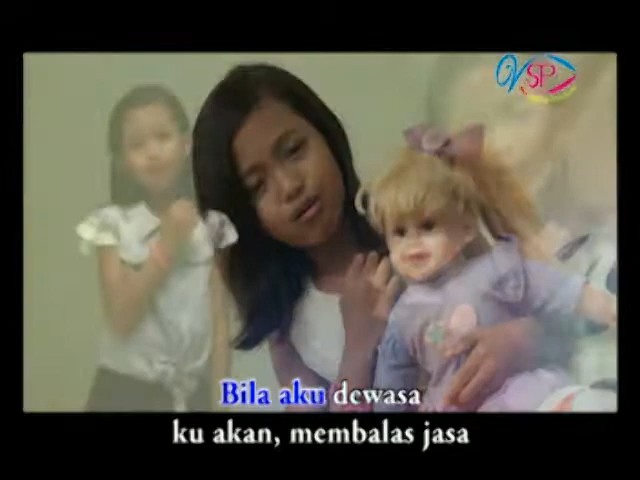 VSP
Bila aku dewasa
ku akan, membalas jasa